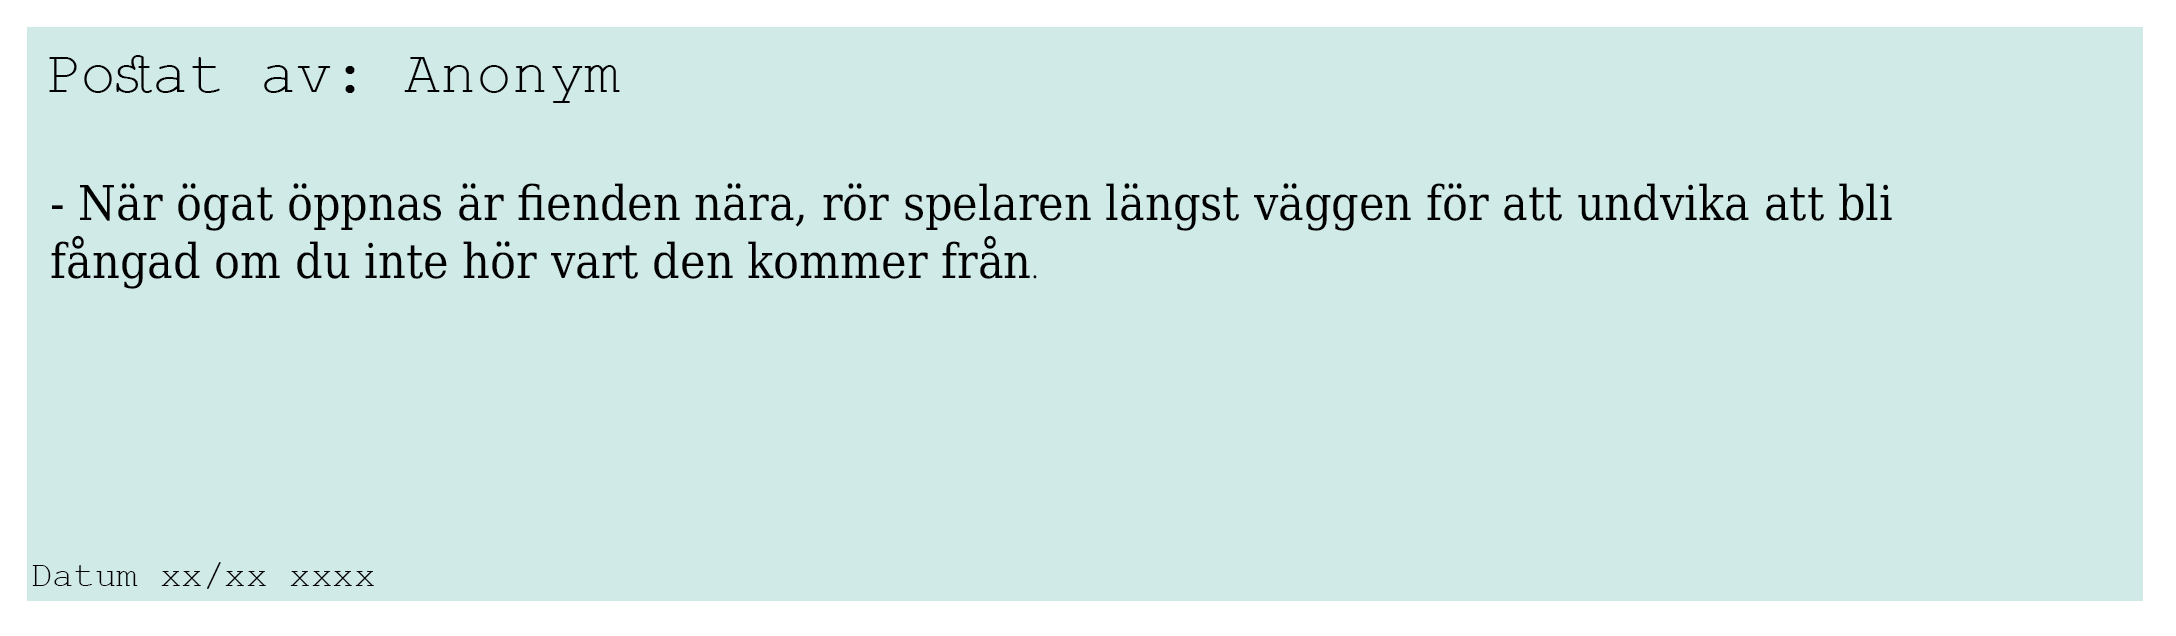 Postat av: Anonym
- När ögat öppnas är fienden nära, rör spelaren längst väggen för att undvika att bli
fångad om du inte hör vart den kommer från.
Datum xx/xx xxxx